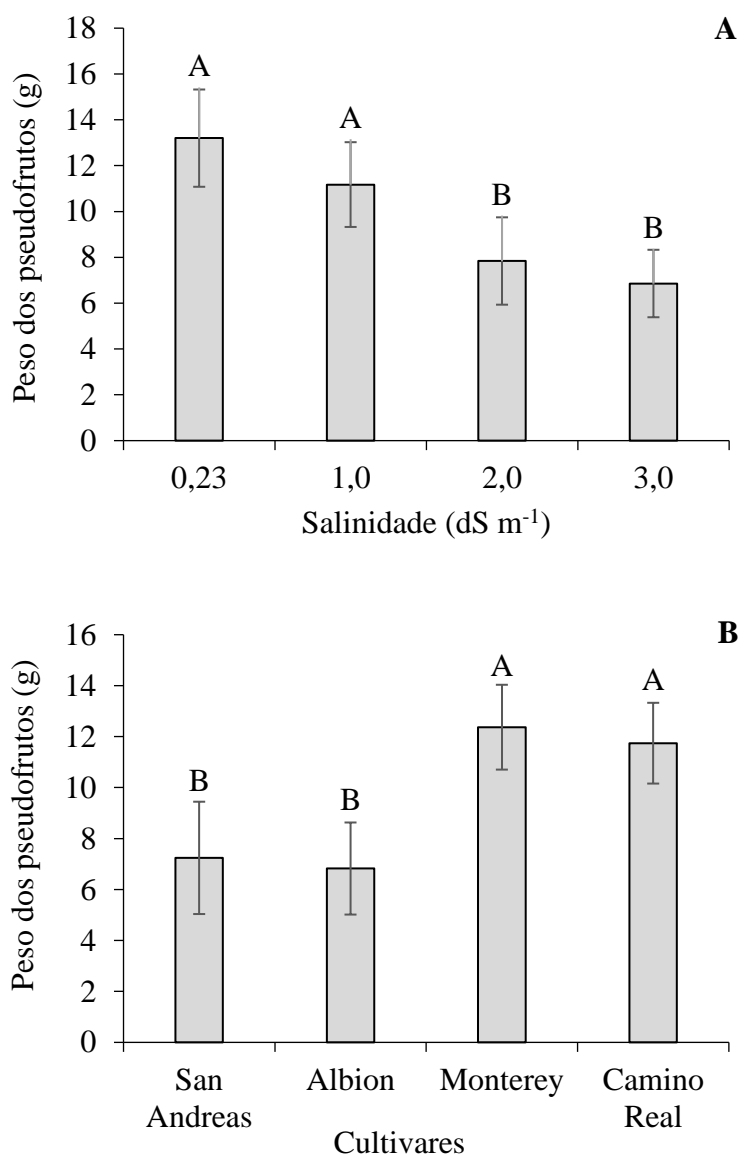 A
Peso dos pseudofrutos (g)
18
16
14
12
10
8
6
4
2
0
A
A
B
B
0,23
1,0
2,0
3,0
Salinidade (dS m⁻¹)
B
Peso dos pseudofrutos (g)
16
14
12
10
8
6
4
2
0
B
B
A
A
San
Andreas
Albion
Monterey
Camino
Real
Cultivares